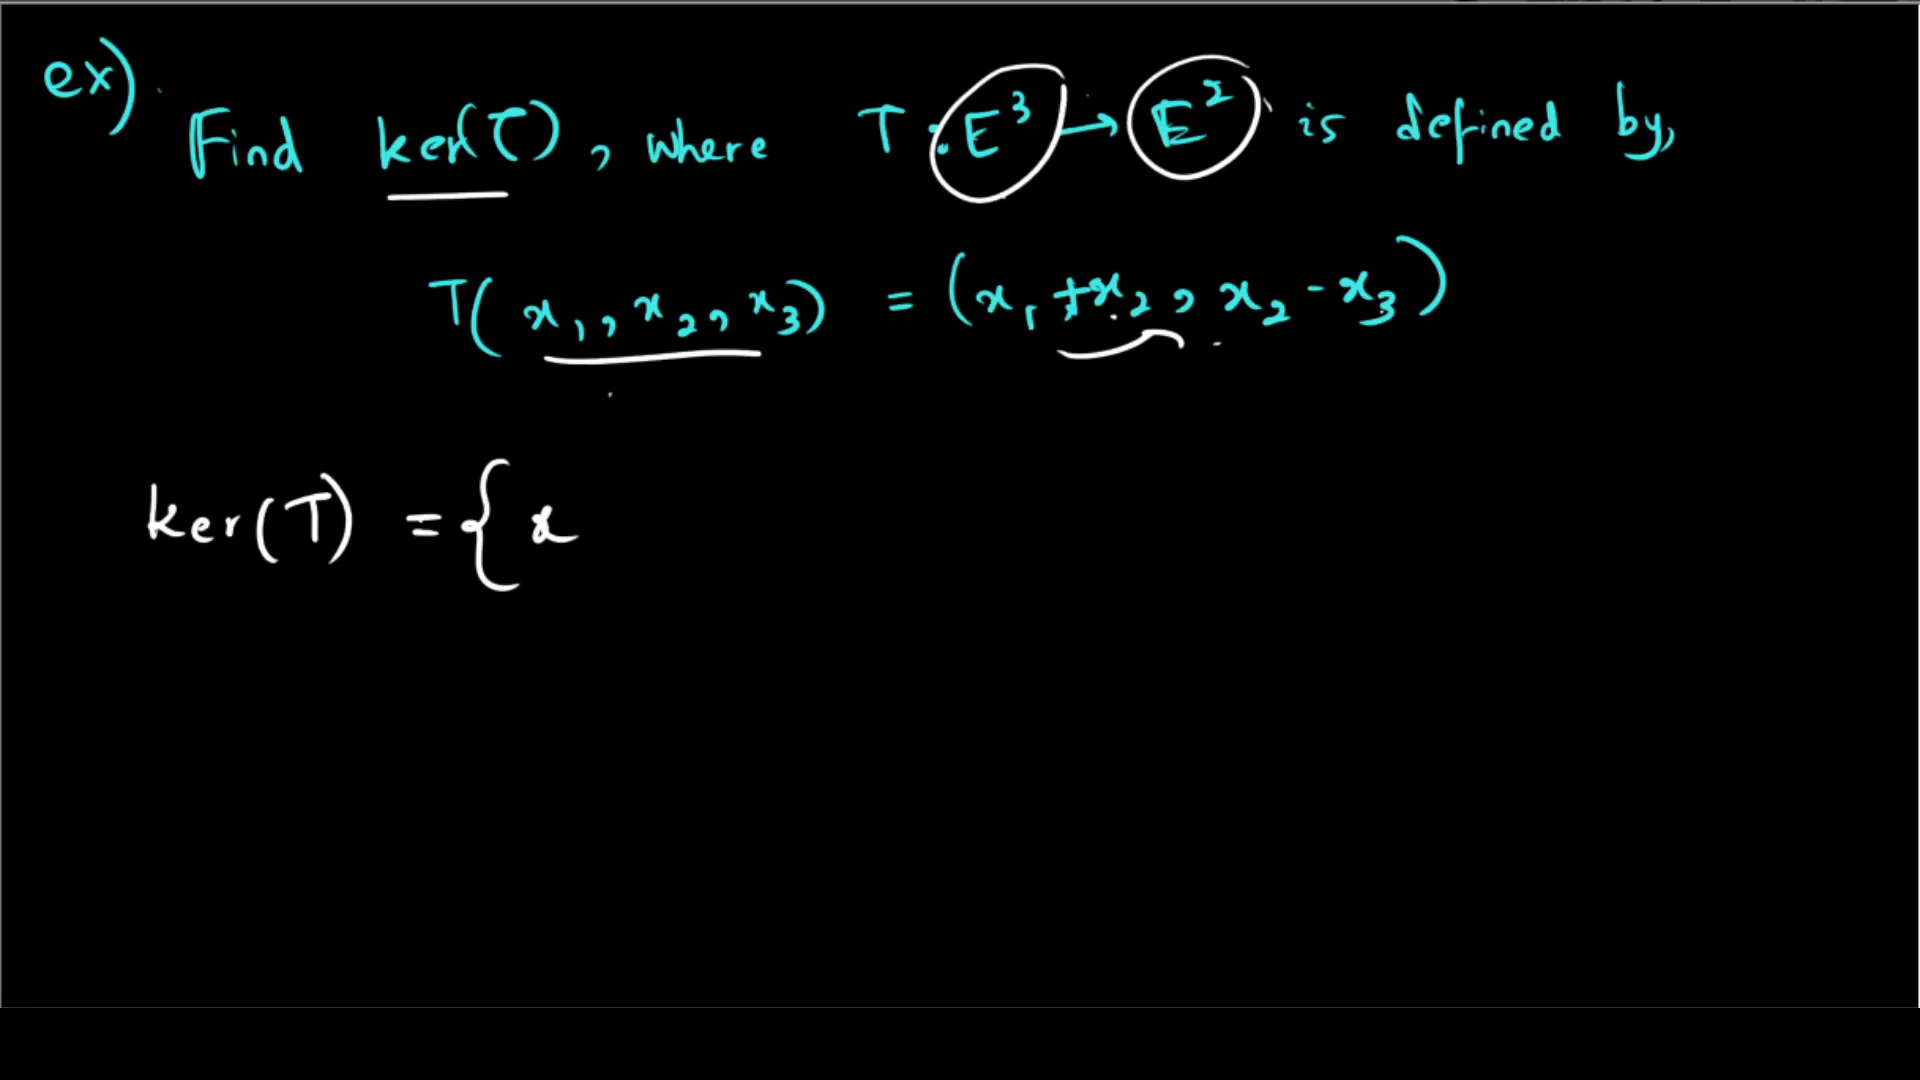 ex).
Find ker(T), where T: E³ → E² is defined by,
T(x₁, x₂, x₃) = (x₁ + x₂, x₂ - x₃)
ker(T) = { x